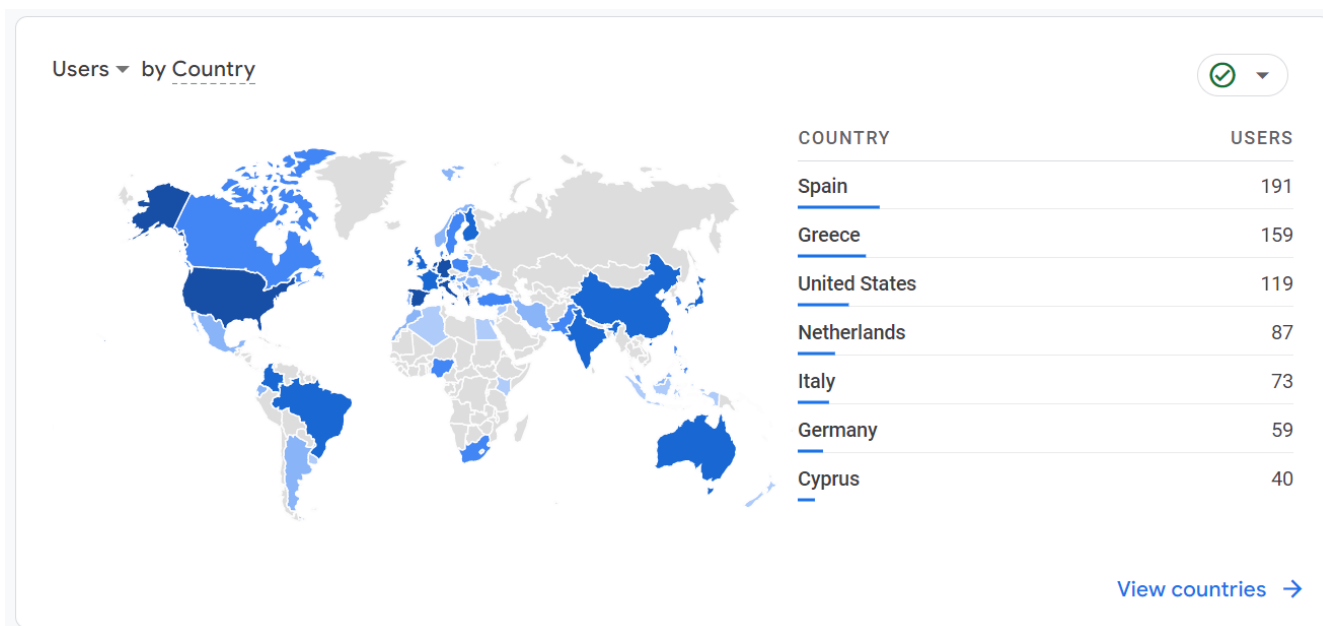 Users by Country
COUNTRY USERS
Spain 191
Greece 159
United States 119
Netherlands 87
Italy 73
Germany 59
Cyprus 40
View countries